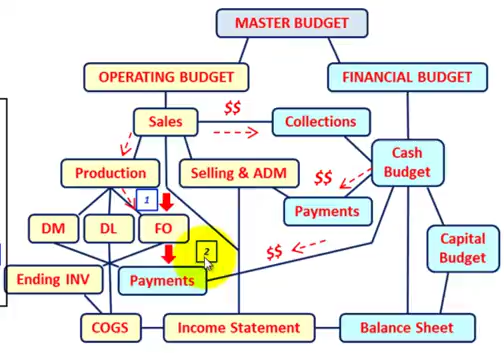 MASTER BUDGET
OPERATING BUDGET
FINANCIAL BUDGET
$$
Sales
Collections
Cash
Budget
Production
Selling & ADM
$$
1
Payments
DM
DL
FO
2
$$
Capital
Budget
Ending INV
Payments
COGS
Income Statement
Balance Sheet